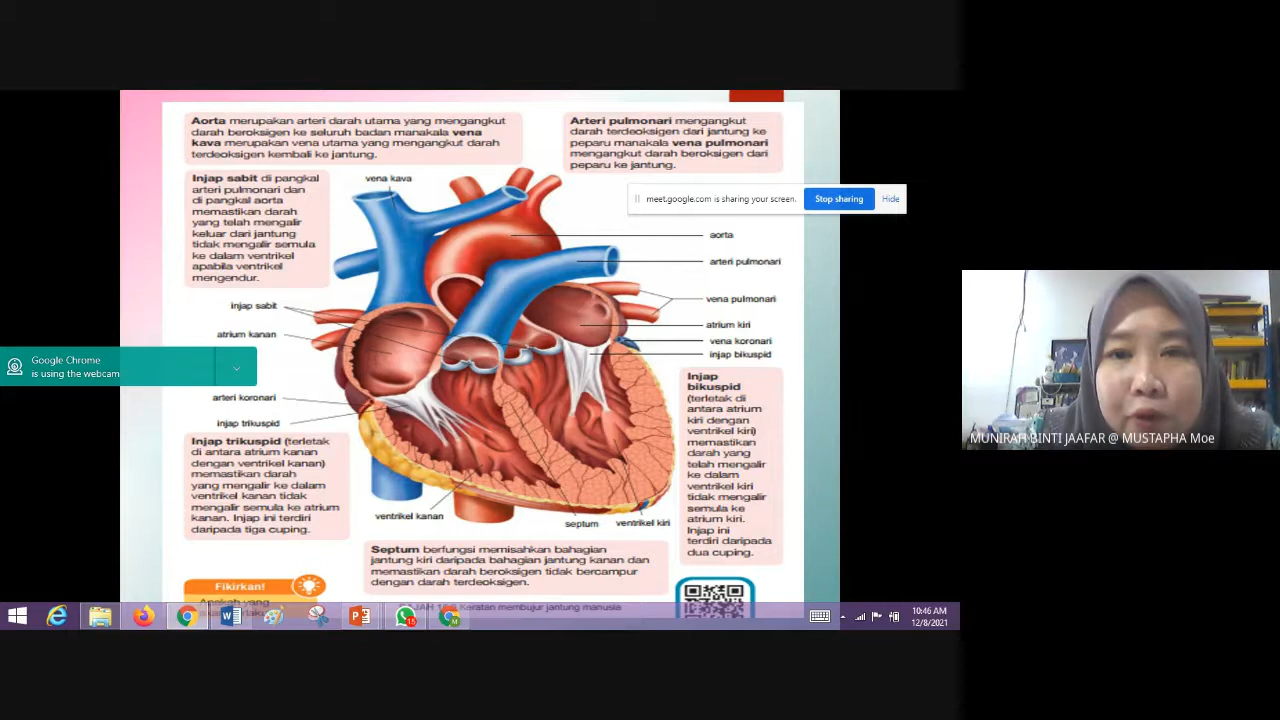 Aorta merupakan arteri darah utama yang mengangkut
darah beroksigen ke seluruh badan manakala vena
kava merupakan vena utama yang mengangkut darah
terdeoksigen kembali ke jantung.
Arteri pulmonari mengangkut
darah terdeoksigen dari jantung ke
peparu manakala vena pulmonari
mengangkut darah beroksigen dari
peparu ke jantung.
Injap sabit di pangkal
arteri pulmonari dan
di pangkal aorta
memastikan darah
yang telah mengalir
keluar dari jantung
tidak mengalir semula
ke dalam ventrikel
apabila ventrikel
mengendur.
vena kava
meet.google.com is sharing your screen.
Stop sharing
Hide
aorta
arteri pulmonari
vena pulmonari
atrium kiri
vena koronari
injap bikuspid
injap sabit
atrium kanan
Google Chrome
is using the webcam
arteri koronari
injap trikuspid
Injap
bikuspid
(terletak di
antara atrium
kiri dengan
ventrikel kiri)
memastikan
darah yang
telah mengalir
ke dalam
ventrikel kiri
tidak mengalir
semula ke
atrium kiri.
Injap ini
terdiri daripada
dua cuping.
Injap trikuspid (terletak
di antara atrium kanan
dengan ventrikel kanan)
memastikan darah
yang mengalir ke dalam
ventrikel kanan tidak
mengalir semula ke atrium
kanan. Injap ini terdiri
daripada tiga cuping.
ventrikel kanan
septum
ventrikel kiri
Septum berfungsi memisahkan bahagian
jantung kiri daripada bahagian jantung kanan dan
memastikan darah beroksigen tidak bercampur
dengan darah terdeoksigen.
Fikirkan!
Apakah yang
Keratan membujur jantung manusia
MUNIRAH BINTI JAAFAR @ MUSTAPHA Moe
15
M
10:46 AM
12/8/2021